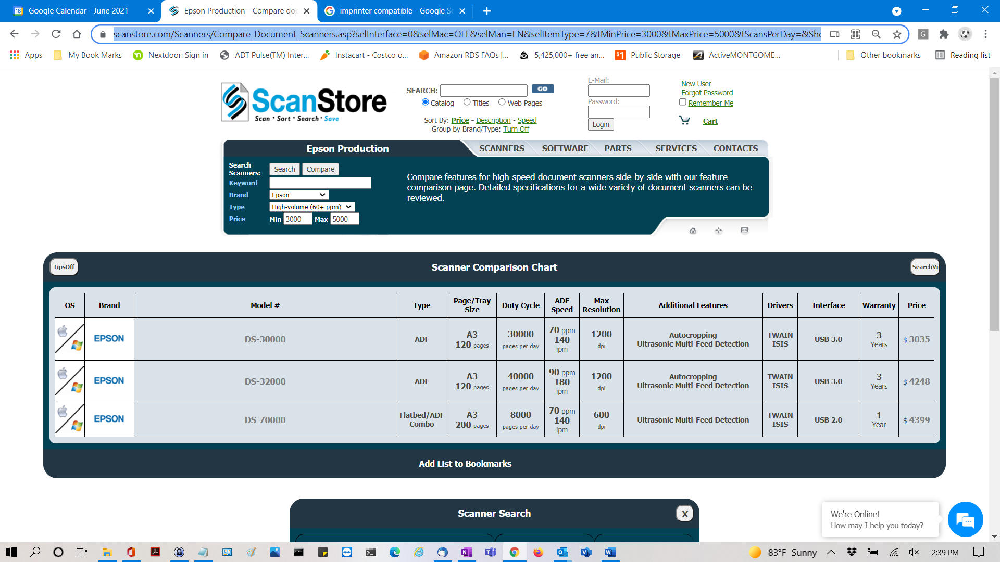 Google Calendar - June 2021
Epson Production - Compare doc
imprinter compatible - Google Se
scanstore.com/Scanners/Compare_Document_Scanners.asp?selInterface=0&selMac=OFF&selMan=EN&selItemType=7&tMinPrice=3000&tMaxPrice=5000&tScansPerDay=&Sho
Apps
My Book Marks
Nextdoor: Sign in
ADT Pulse(TM) Inter...
Instacart - Costco o...
Amazon RDS FAQs |...
5,425,000+ free an...
Public Storage
ActiveMONTGOME...
Other bookmarks
Reading list
ScanStore
Scan · Sort · Search · Save
SEARCH:
GO
Catalog Titles Web Pages
Sort By: Price - Description - Speed
Group by Brand/Type: Turn Off
E-Mail:
Password:
Login
New User
Forgot Password
Remember Me
Cart
Epson Production
SCANNERS SOFTWARE PARTS SERVICES CONTACTS
Search
Scanners:
Search Compare
Keyword
Brand Epson
Type High-volume (60+ ppm)
Price Min 3000 Max 5000
Compare features for high-speed document scanners side-by-side with our feature
comparison page. Detailed specifications for a wide variety of document scanners can be
reviewed.
TipsOff
Scanner Comparison Chart
SearchVi
OS Brand Model # Type Page/Tray Size Duty Cycle ADF Speed Max Resolution Additional Features Drivers Interface Warranty Price
EPSON DS-30000 ADF A3 120 pages 30000 pages per day 70 ppm 140 ipm 1200 dpi Autocropping Ultrasonic Multi-Feed Detection TWAIN ISIS USB 3.0 3 Years $ 3035
EPSON DS-32000 ADF A3 120 pages 40000 pages per day 90 ppm 180 ipm 1200 dpi Autocropping Ultrasonic Multi-Feed Detection TWAIN ISIS USB 3.0 3 Years $ 4248
EPSON DS-70000 Flatbed/ADF Combo A3 200 pages 8000 pages per day 70 ppm 140 ipm 600 dpi Ultrasonic Multi-Feed Detection TWAIN ISIS USB 2.0 1 Year $ 4399
Add List to Bookmarks
Scanner Search
X
We're Online!
How may I help you today?
83°F Sunny
2:39 PM